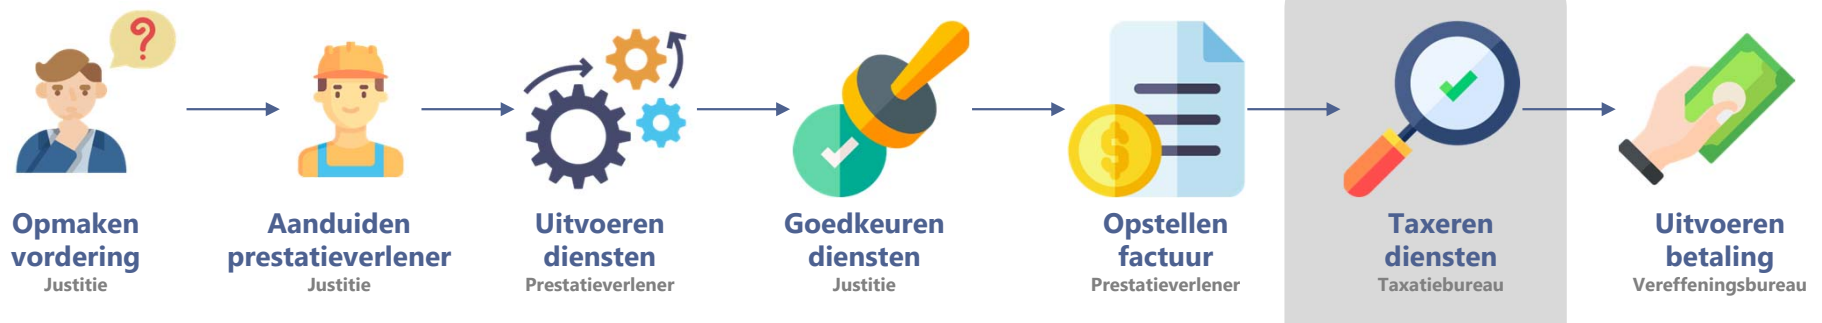 ?
$
Opmaken
vordering
Justitie
Aanduiden
prestatieverlener
Justitie
Uitvoeren
diensten
Prestatieverlener
Goedkeuren
diensten
Justitie
Opstellen
factuur
Prestatieverlener
Taxeren
diensten
Taxatiebureau
Uitvoeren
betaling
Vereffeningsbureau